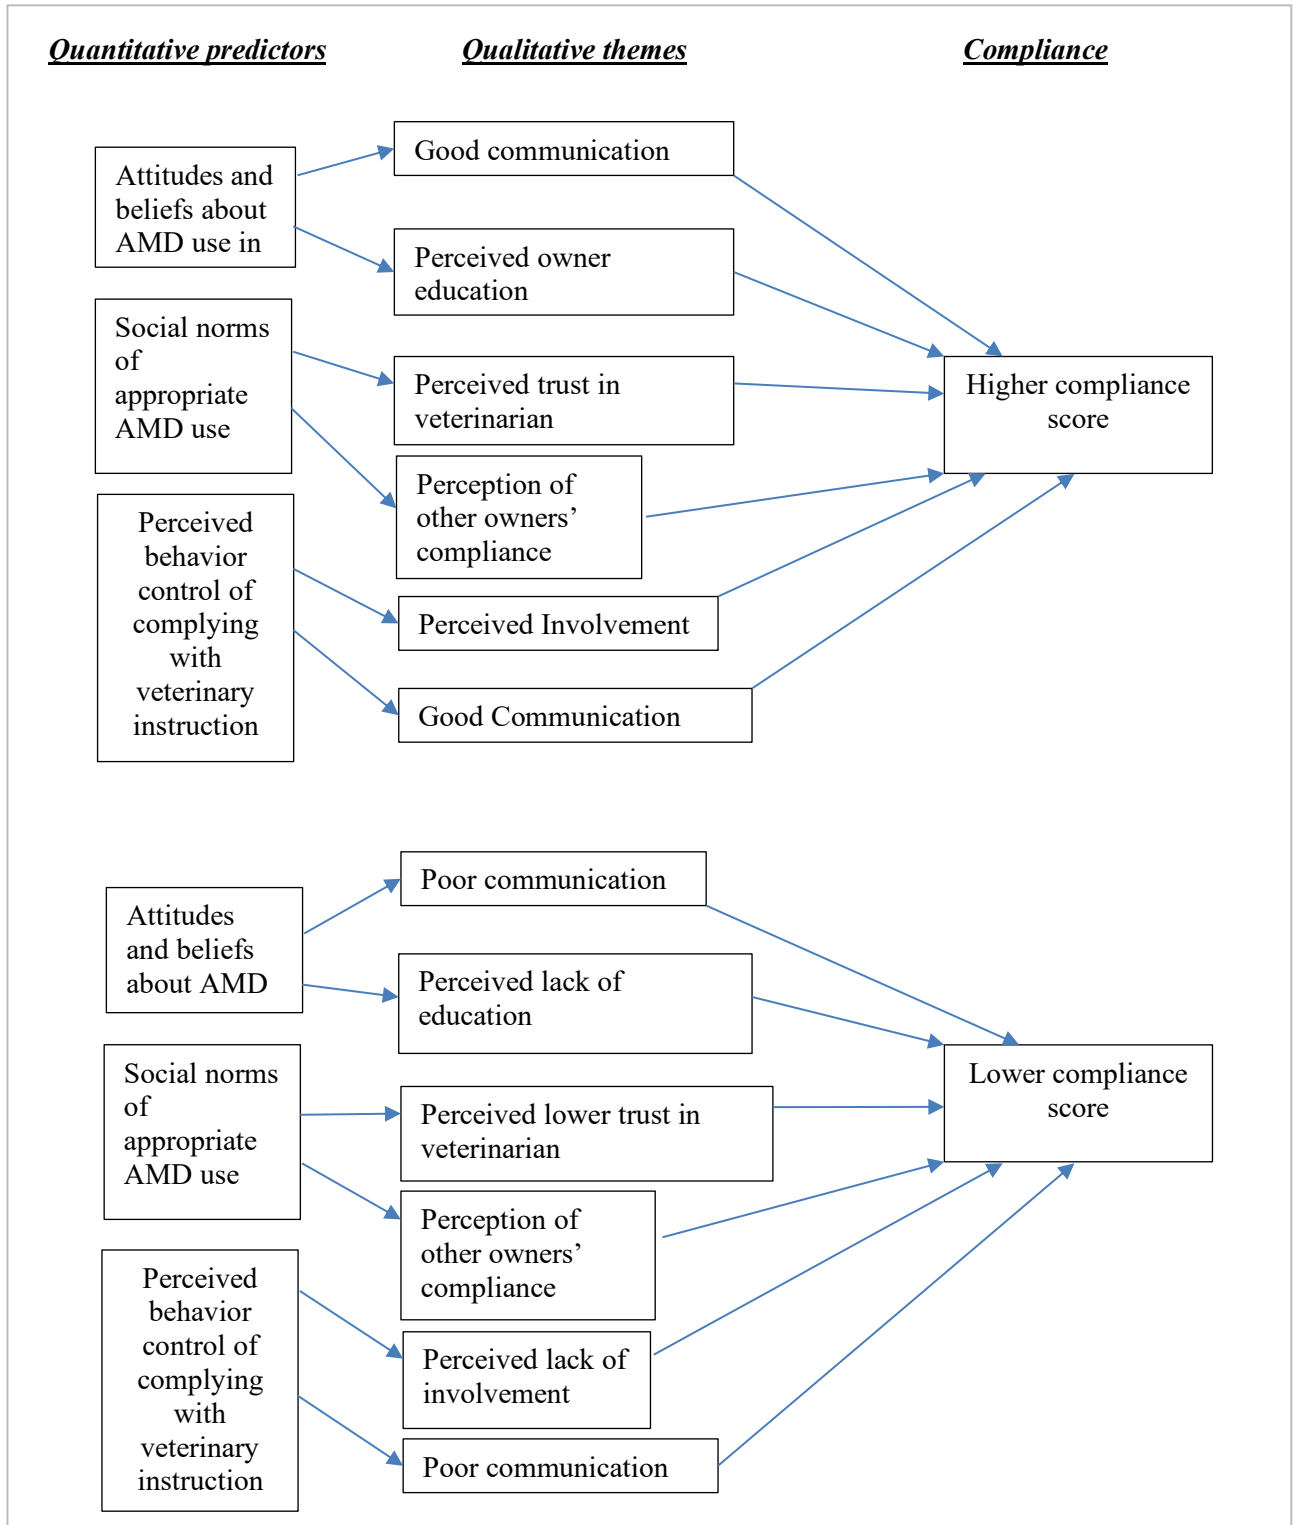 Quantitative predictors
Qualitative themes
Compliance
Attitudes and
beliefs about
AMD use in
Good communication
Perceived owner
education
Social norms
of
appropriate
AMD use
Perceived trust in
veterinarian
Perception of
other owners’
compliance
Higher compliance
score
Perceived
behavior
control of
complying
with
veterinary
instruction
Perceived Involvement
Good Communication
Attitudes
and beliefs
about AMD
Poor communication
Perceived lack of
education
Social norms
of
appropriate
AMD use
Perceived lower trust in
veterinarian
Perception of
other owners’
compliance
Lower compliance
score
Perceived
behavior
control of
complying
with
veterinary
instruction
Perceived lack of
involvement
Poor communication